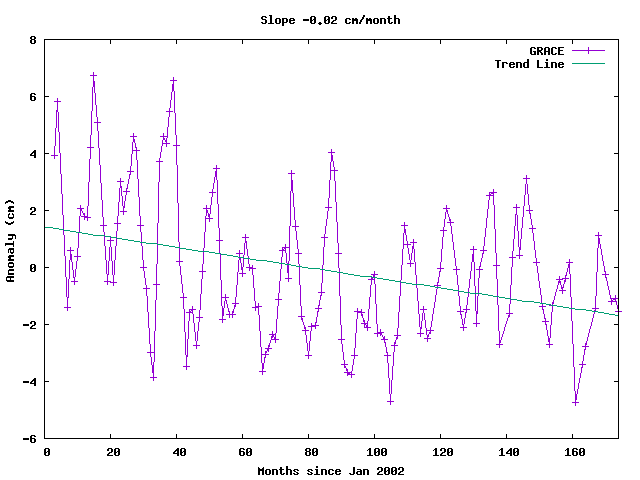 Slope -0.02 cm/month
GRACE
Trend Line
8
6
4
2
0
-2
-4
-6
Anomaly (cm)
0 20 40 60 80 100 120 140 160
Months since Jan 2002